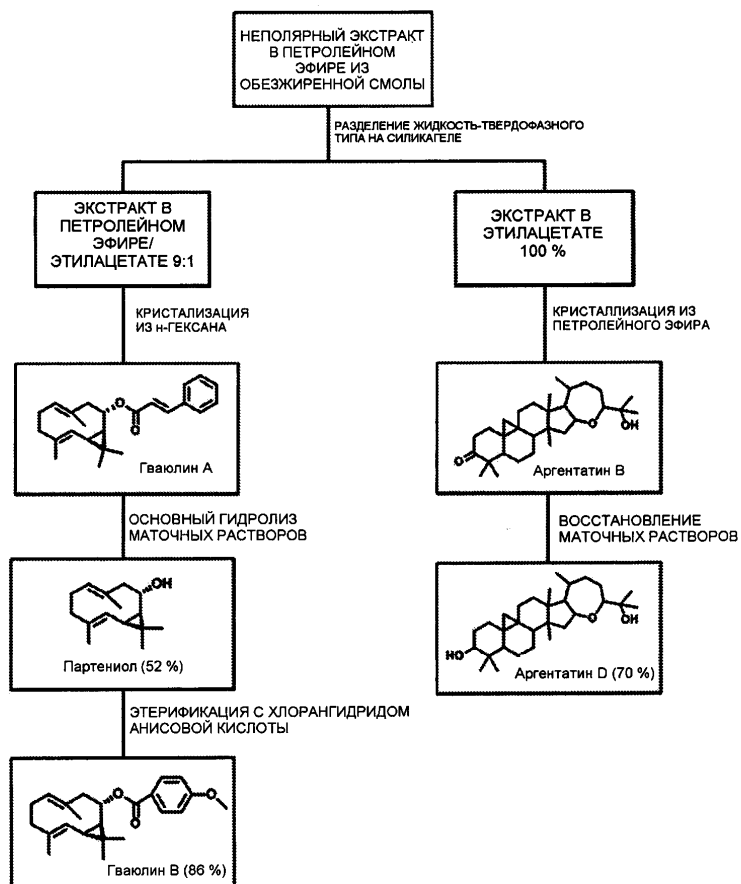 НЕПОЛЯРНЫЙ ЭКСТРАКТ
В ПЕТРОЛЕЙНОМ
ЭФИРЕ ИЗ
ОБЕЗЖИРЕННОЙ СМОЛЫ
РАЗДЕЛЕНИЕ ЖИДКОСТЬ-ТВЕРДОФАЗНОГО
ТИПА НА СИЛИКАГЕЛЕ
ЭКСТРАКТ В
ПЕТРОЛЕЙНОМ
ЭФИРЕ/
ЭТИЛАЦЕТАТЕ 9:1
КРИСТАЛИЗАЦИЯ
ИЗ н-ГЕКСАНА
O
O
Гваюлин A
ОСНОВНЫЙ ГИДРОЛИЗ
МАТОЧНЫХ РАСТВОРОВ
OH
Партениол (52 %)
ЭТЕРИФИКАЦИЯ С ХЛОРАНГИДРИДОМ
АНИСОВОЙ КИСЛОТЫ
O
O
O
Гваюлин B (86 %)
ЭКСТРАКТ В
ЭТИЛАЦЕТАТЕ
100 %
КРИСТАЛЛИЗАЦИЯ ИЗ
ПЕТРОЛЕЙНОГО ЭФИРА
O
OH
O
Аргентатин B
ВОССТАНОВЛЕНИЕ
МАТОЧНЫХ РАСТВОРОВ
O
OH
HO
Аргентатин D (70 %)